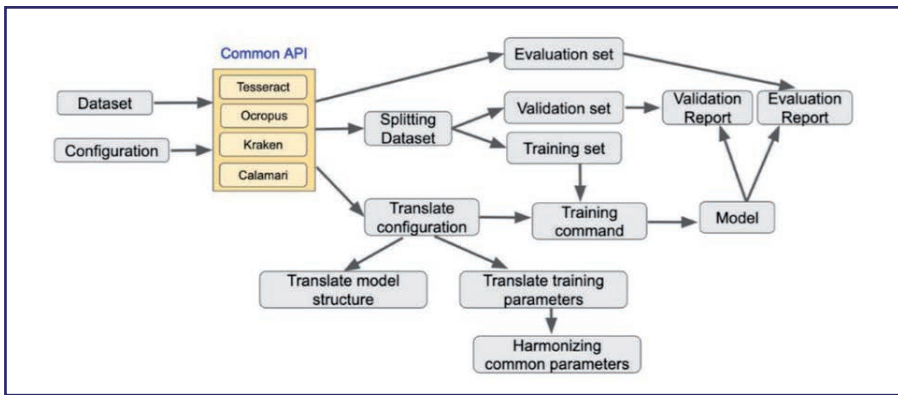 Common API
Tesseract
Ocropus
Kraken
Calamari
Dataset
Configuration
Evaluation set
Splitting
Dataset
Validation set
Training set
Validation
Report
Evaluation
Report
Translate
configuration
Training
command
Model
Translate model
structure
Translate training
parameters
Harmonizing
common parameters